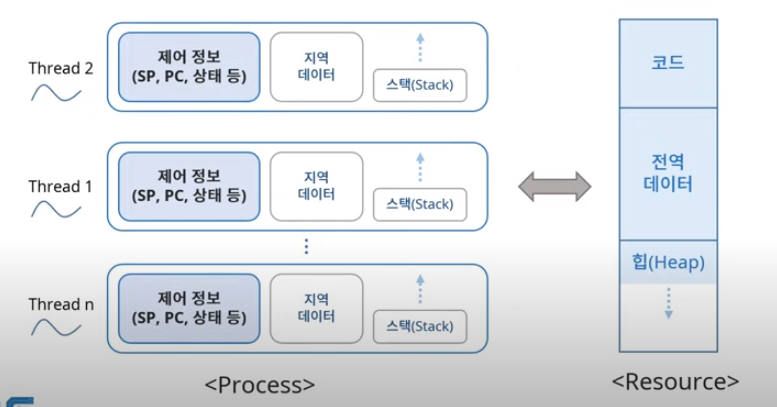 Thread 2
제어 정보
(SP, PC, 상태 등)
지역
데이터
스택(Stack)
Thread 1
제어 정보
(SP, PC, 상태 등)
지역
데이터
스택(Stack)
Thread n
제어 정보
(SP, PC, 상태 등)
지역
데이터
스택(Stack)
<Process>
코드
전역
데이터
힙(Heap)
<Resource>